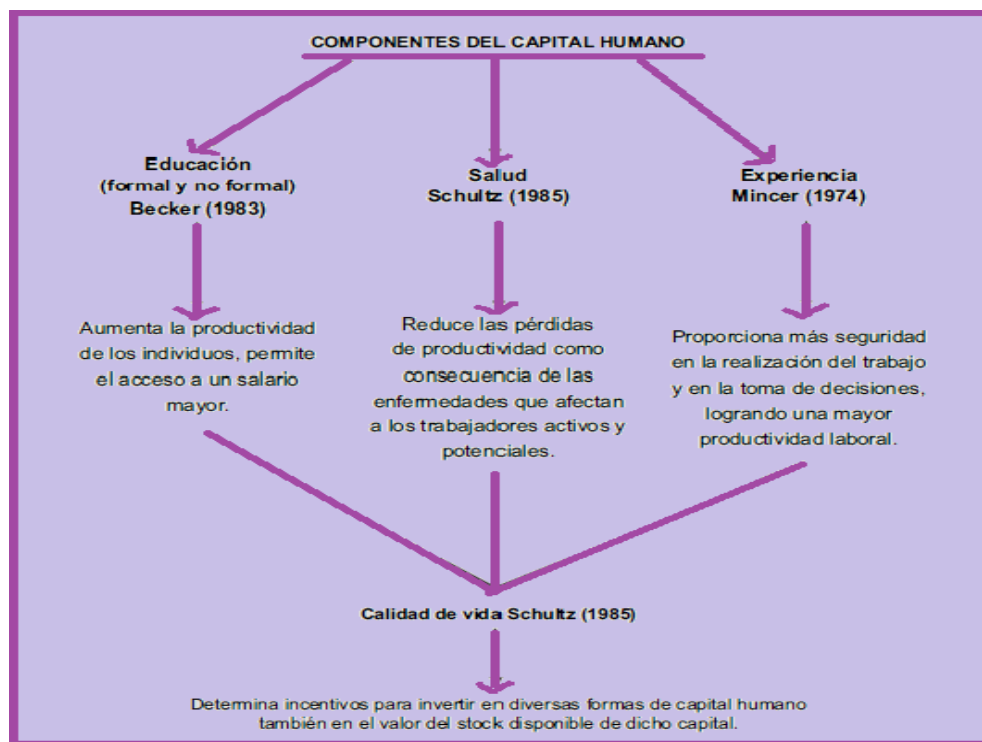 COMPONENTES DEL CAPITAL HUMANO
Educación
(formal y no formal)
Becker (1983)
Salud
Schultz (1985)
Experiencia
Mincer (1974)
Aumenta la productividad
de los individuos, permite
el acceso a un salario
mayor.
Reduce las pérdidas
de productividad como
consecuencia de las
enfermedades que afectan
a los trabajadores activos y
potenciales.
Proporciona más seguridad
en la realización del trabajo
y en la toma de decisiones,
logrando una mayor
productividad laboral.
Calidad de vida Schultz (1985)
Determina incentivos para invertir en diversas formas de capital humano
también en el valor del stock disponible de dicho capital.